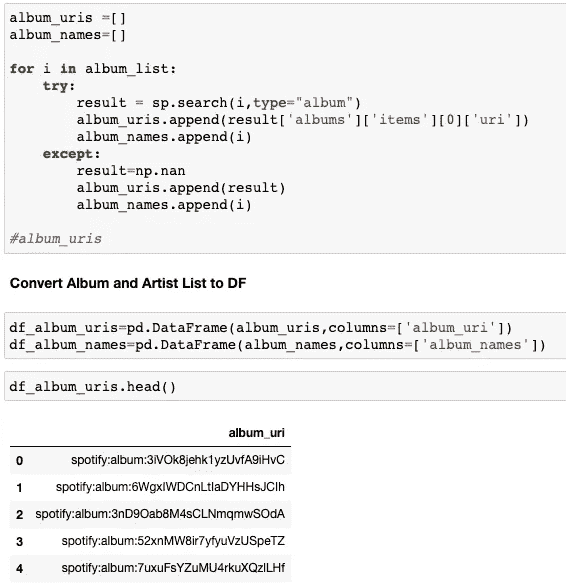 album_uris =[]
album_names=[]
for i in album_list:
try:
result = sp.search(i,type="album")
album_uris.append(result['albums']['items'][0]['uri'])
album_names.append(i)
except:
result=np.nan
album_uris.append(result)
album_names.append(i)
#album_uris
Convert Album and Artist List to DF
df_album_uris=pd.DataFrame(album_uris,columns=['album_uri'])
df_album_names=pd.DataFrame(album_names,columns=['album_names'])
df_album_uris.head()
album_uri
0 spotify:album:3iVOk8jehk1yzUvfA9iHvC
1 spotify:album:6WgxIWDCnLtlaDYHHsJClh
2 spotify:album:3nD9Oab8M4sCLNmqmwSOdA
3 spotify:album:52xnMW8ir7yfyuVzUSpeTZ
4 spotify:album:7uxuFsYZuMU4rkuXQzlLHf